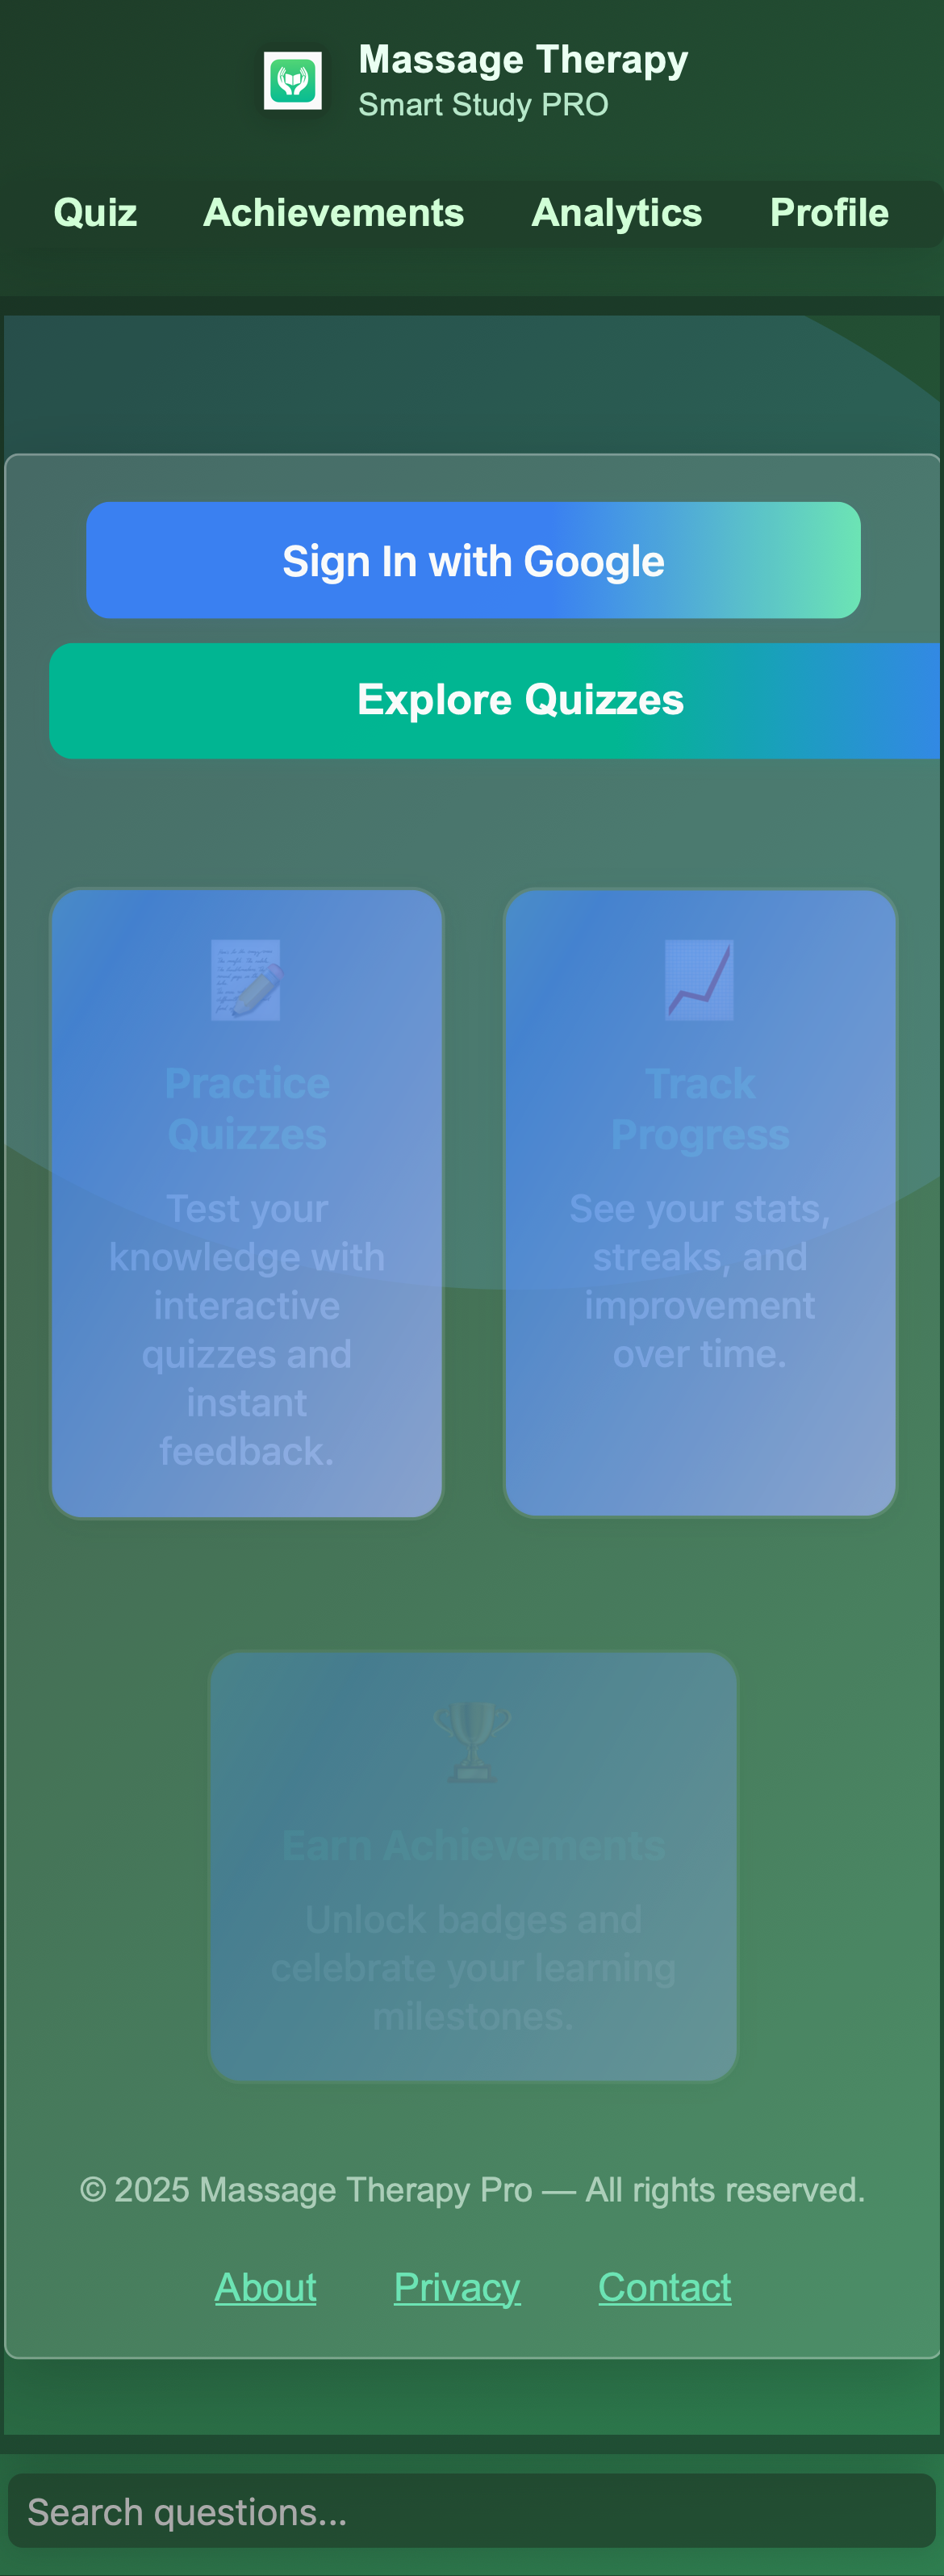 Massage Therapy
Smart Study PRO
Quiz Achievements Analytics Profile
Sign In with Google
Explore Quizzes
Practice
Quizzes
Test your
knowledge with
interactive
quizzes and
instant
feedback.
Track
Progress
See your stats,
streaks, and
improvement
over time.
Earn Achievements
Unlock badges and
celebrate your learning
milestones.
© 2025 Massage Therapy Pro — All rights reserved.
About Privacy Contact
Search questions...